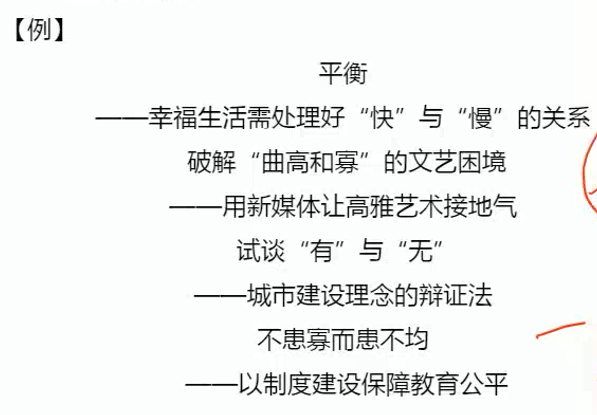 【例】
平衡
——幸福生活需处理好“快”与“慢”的关系
破解“曲高和寡”的文艺困境
——用新媒体让高雅艺术接地气
试谈“有”与“无”
——城市建设理念的辩证法
不患寡而患不均
——以制度建设保障教育公平